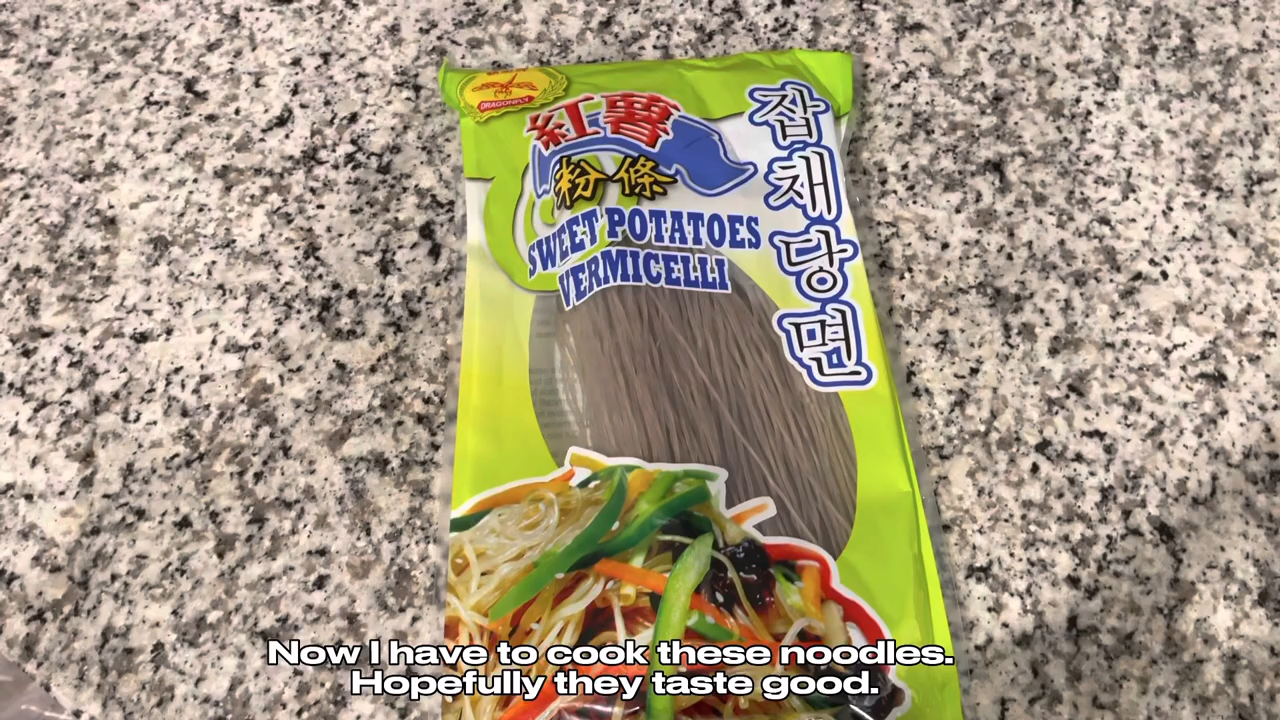 DRAGONFLY
紅薯
粉條
SWEET POTATOES
VERMICELLI
잡채당면
Now I have to cook these noodles.
Hopefully they taste good.